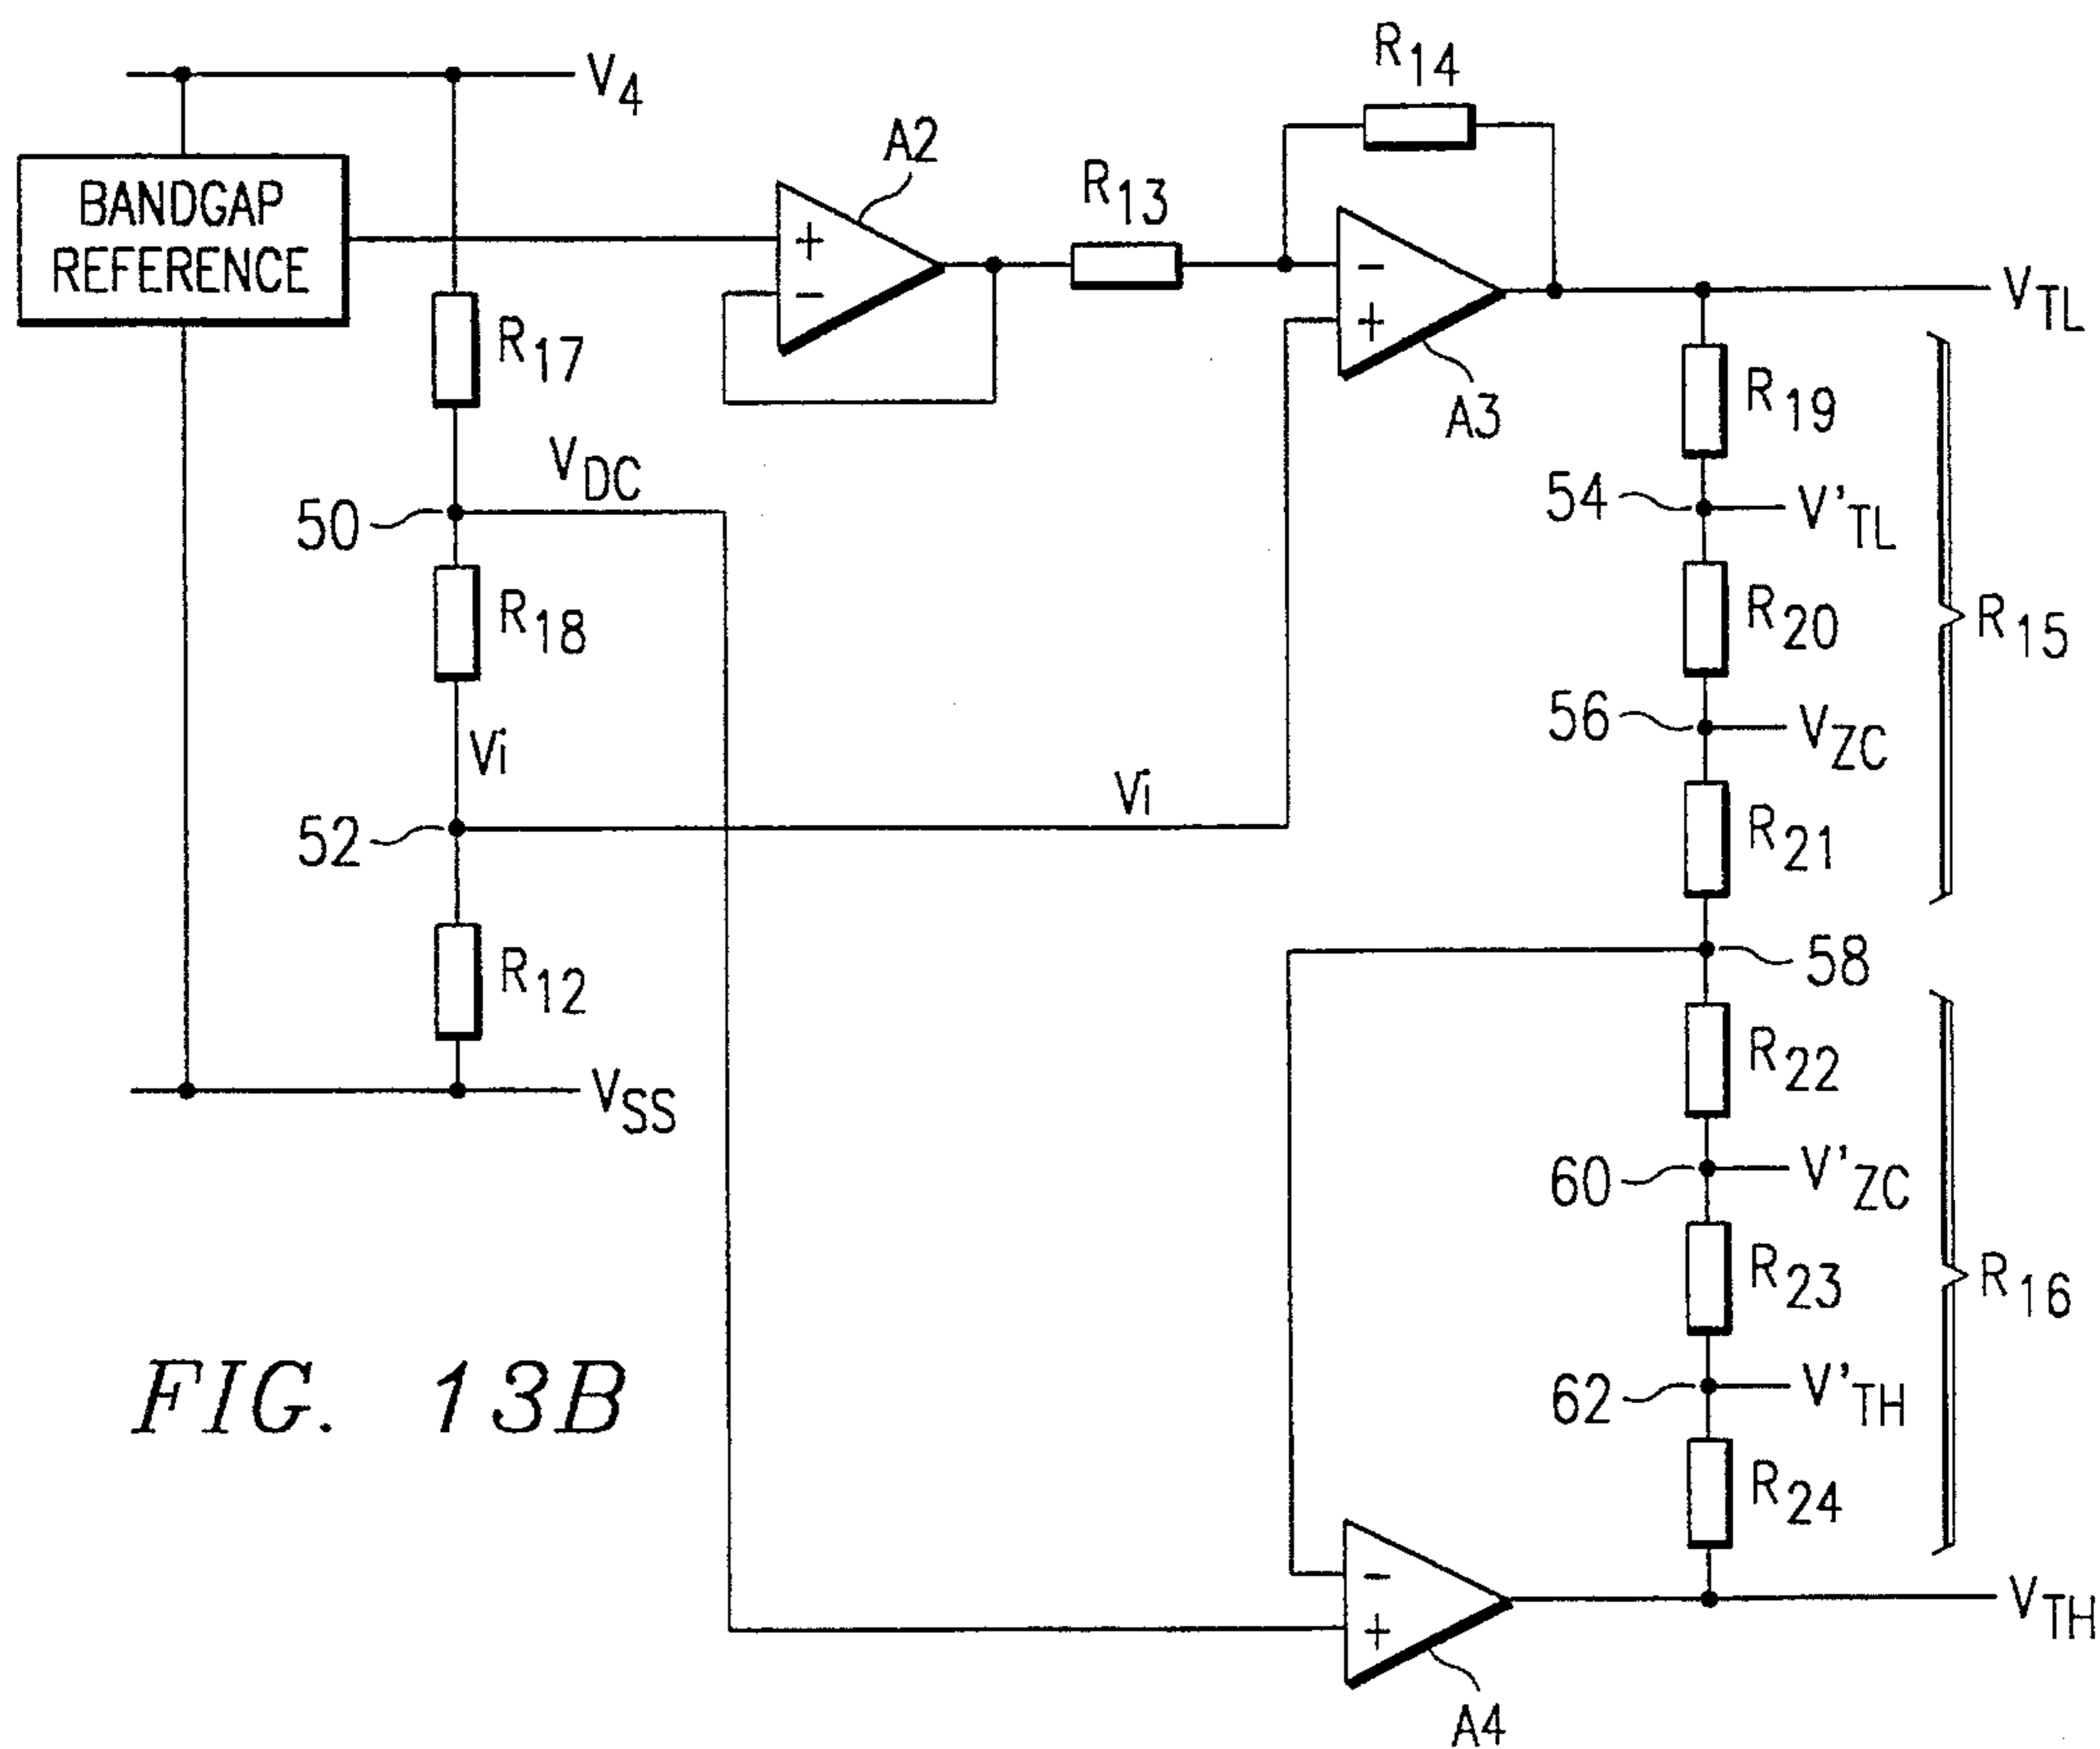 V4
BANDGAP
REFERENCE
A2
R13
R14
R17
A3
VTL
R19
VDC
50
54
V'TL
R18
R20
R15
56
VZC
Vi
Vi
52
R21
R12
58
VSS
R22
60
V'ZC
R23
R16
62
V'TH
R24
VTH
A4
FIG. 13B
+
−
−
+
−
+